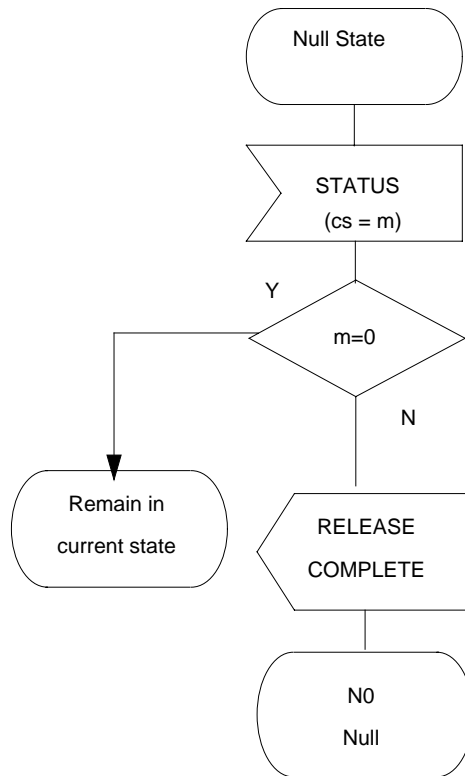 Null State
STATUS
(cs = m)
Y
m=0
N
Remain in
current state
RELEASE
COMPLETE
N0
Null